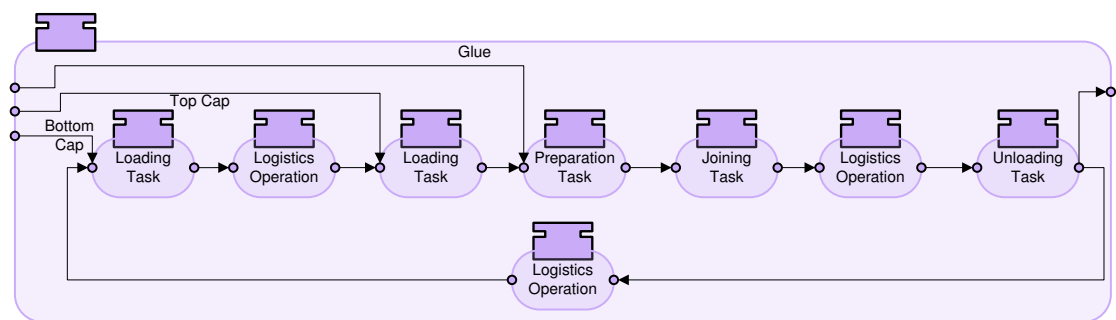 Glue
Top Cap
Bottom
Cap
Loading
Task
Logistics
Operation
Loading
Task
Preparation
Task
Joining
Task
Logistics
Operation
Unloading
Task
Logistics
Operation